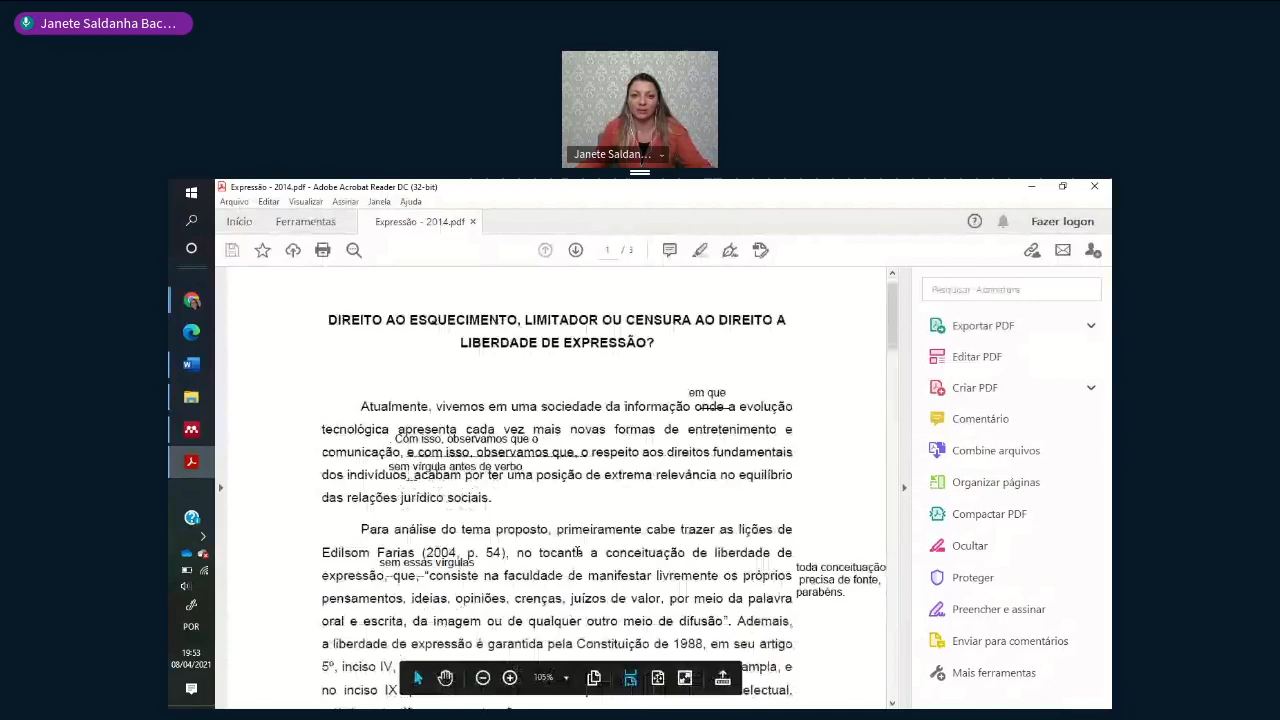 Janete Saldanha Bac...
Janete Saldan...
Expressão - 2014.pdf - Adobe Acrobat Reader DC (32-bit)
Arquivo Editar Visualizar Assinar Janela Ajuda
Início Ferramentas Expressão - 2014.pdf × Fazer logon
1 / 3
Pesquisar
DIREITO AO ESQUECIMENTO, LIMITADOR OU CENSURA AO DIREITO A
LIBERDADE DE EXPRESSÃO?
em que
Atualmente, vivemos em uma sociedade da informação onde a evolução
tecnológica apresenta cada vez mais novas formas de entretenimento e
Com isso, observamos que o
comunicação, e com isso, observamos que, o respeito aos direitos fundamentais
sem vírgula antes de verbo
dos indivíduos, acabam por ter uma posição de extrema relevância no equilíbrio
das relações jurídico sociais.
Para análise do tema proposto, primeiramente cabe trazer as lições de
Edilsom Farias (2004, p. 54), no tocante a conceituação de liberdade de
sem essas vírgulas
expressão, que, “consiste na faculdade de manifestar livremente os próprios
pensamentos, ideias, opiniões, crenças, juízos de valor, por meio da palavra
oral e escrita, da imagem ou de qualquer outro meio de difusão”. Ademais,
a liberdade de expressão é garantida pela Constituição de 1988, em seu artigo
5º, inciso IV, ampla, e
no inciso IX
toda conceituação
precisa de fonte,
parabéns.
105%
Exportar PDF
Editar PDF
Criar PDF
Comentário
Combine arquivos
Organizar páginas
Compactar PDF
Ocultar
Proteger
Preencher e assinar
Enviar para comentários
Mais ferramentas
POR
19:53
08/04/2021